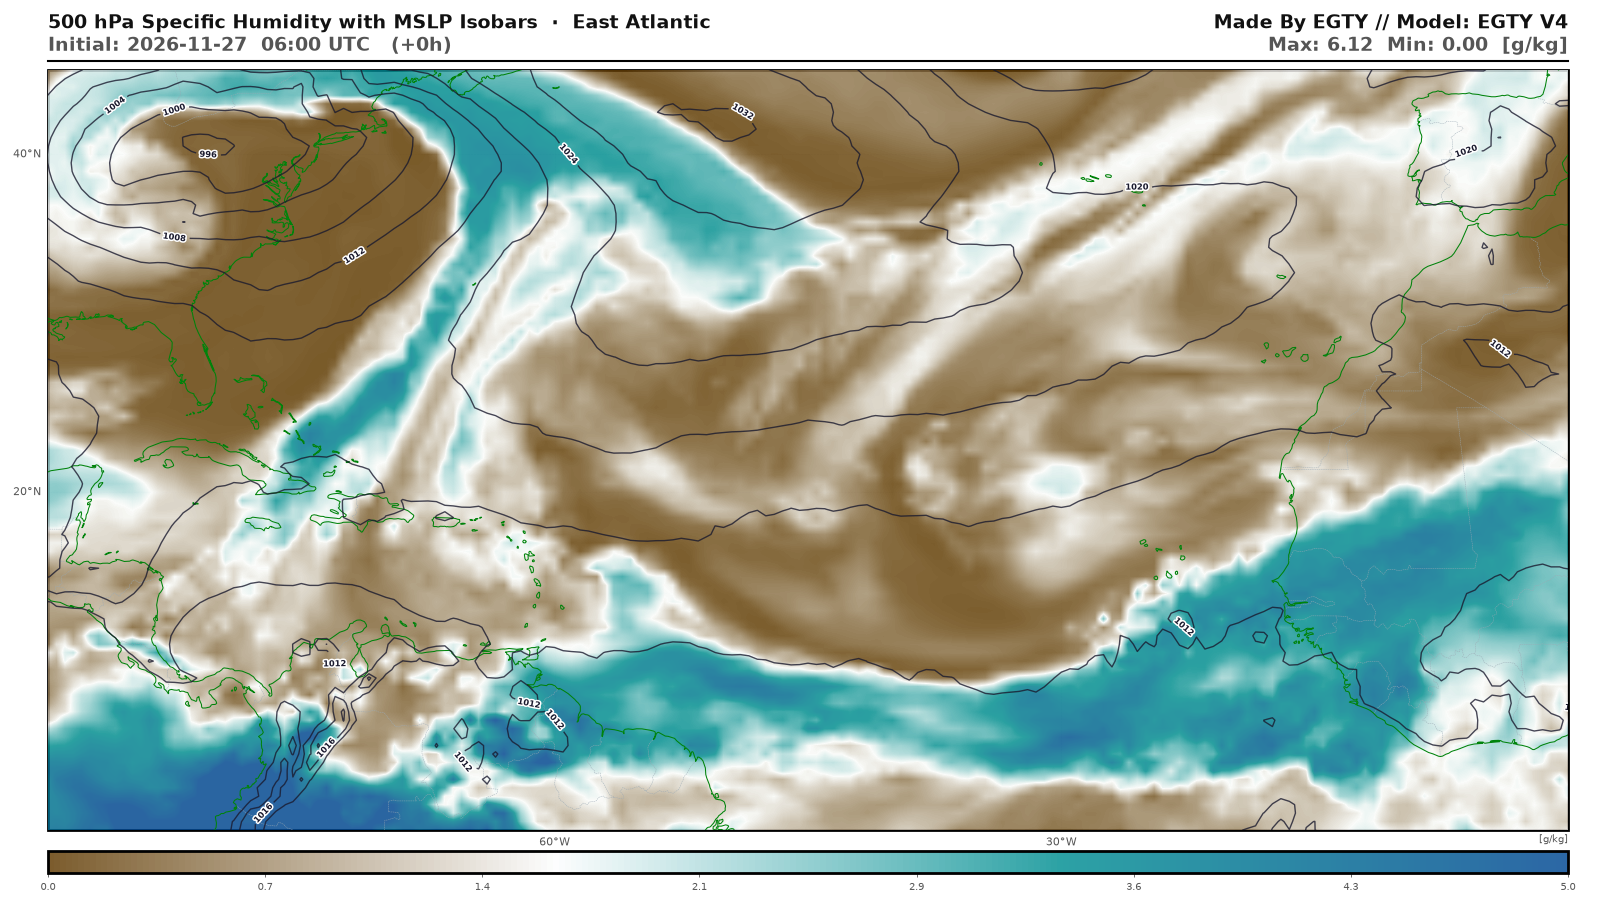 500 hPa Specific Humidity with MSLP Isobars · East Atlantic
Made By EGTY // Model: EGTY V4
Initial: 2026-11-27 06:00 UTC (+0h)
Max: 6.12 Min: 0.00 [g/kg]
1004
1000
1032
996
1024
1020
1020
40°N
1008
1012
1012
20°N
1012
1012
1012
1012
1016
1012
1016
60°W
30°W
[g/kg]
0.0 0.7 1.4 2.1 2.9 3.6 4.3 5.0